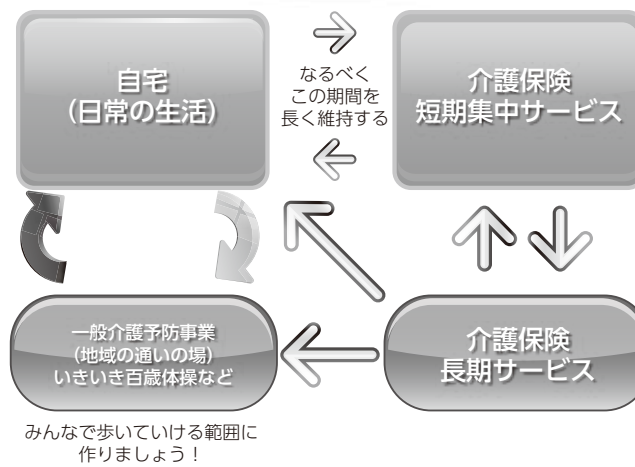 自宅
（日常の生活）
なるべく
この期間を
長く維持する
介護保険
短期集中サービス
一般介護予防事業
（地域の通いの場）
いきいき百歳体操など
介護保険
長期サービス
みんなで歩いていける範囲に
作りましょう！